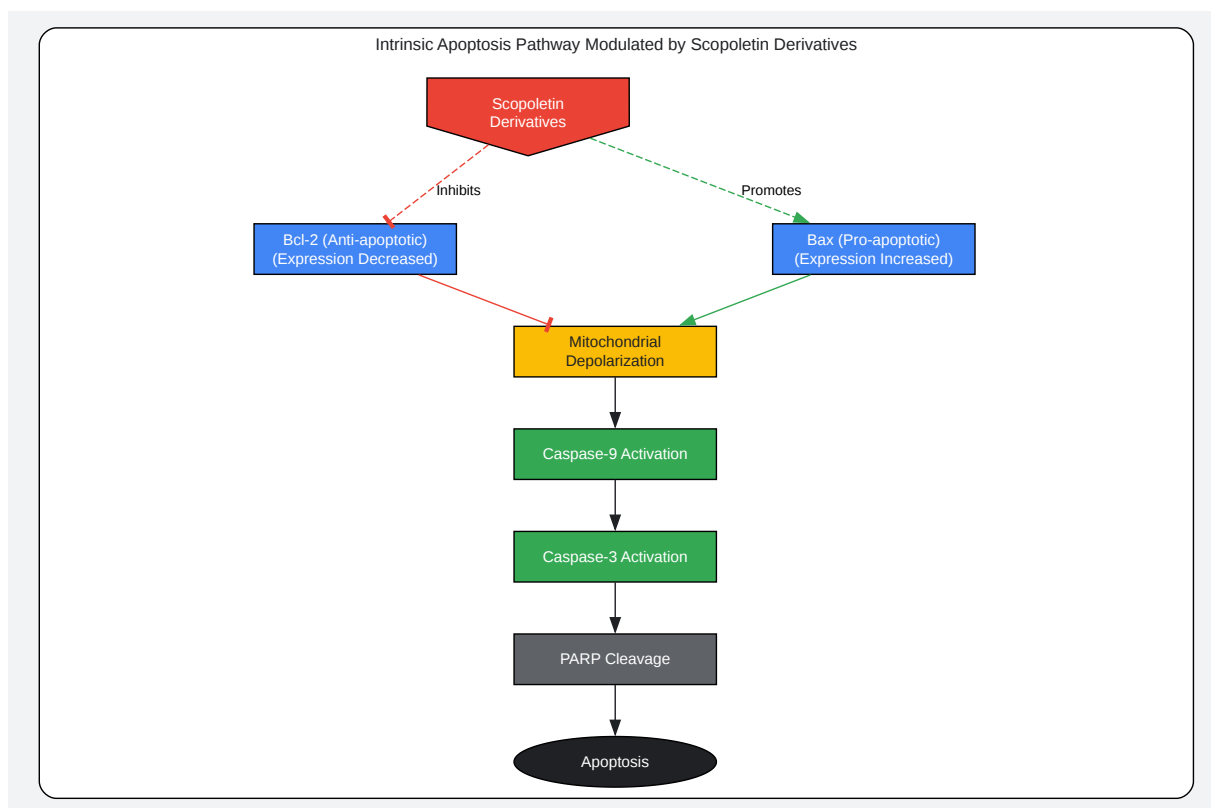 Intrinsic Apoptosis Pathway Modulated by Scopoletin Derivatives
Scopoletin
Derivatives
Inhibits
Promotes
Bcl-2 (Anti-apoptotic)
(Expression Decreased)
Bax (Pro-apoptotic)
(Expression Increased)
Mitochondrial
Depolarization
Caspase-9 Activation
Caspase-3 Activation
PARP Cleavage
Apoptosis